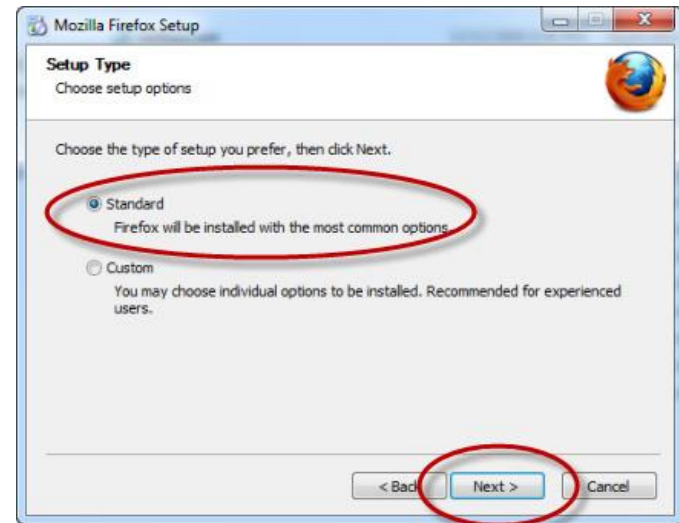 Mozilla Firefox Setup
Setup Type
Choose setup options
Choose the type of setup you prefer, then click Next.
Standard
Firefox will be installed with the most common options.
Custom
You may choose individual options to be installed. Recommended for experienced
users.
< Back
Next >
Cancel